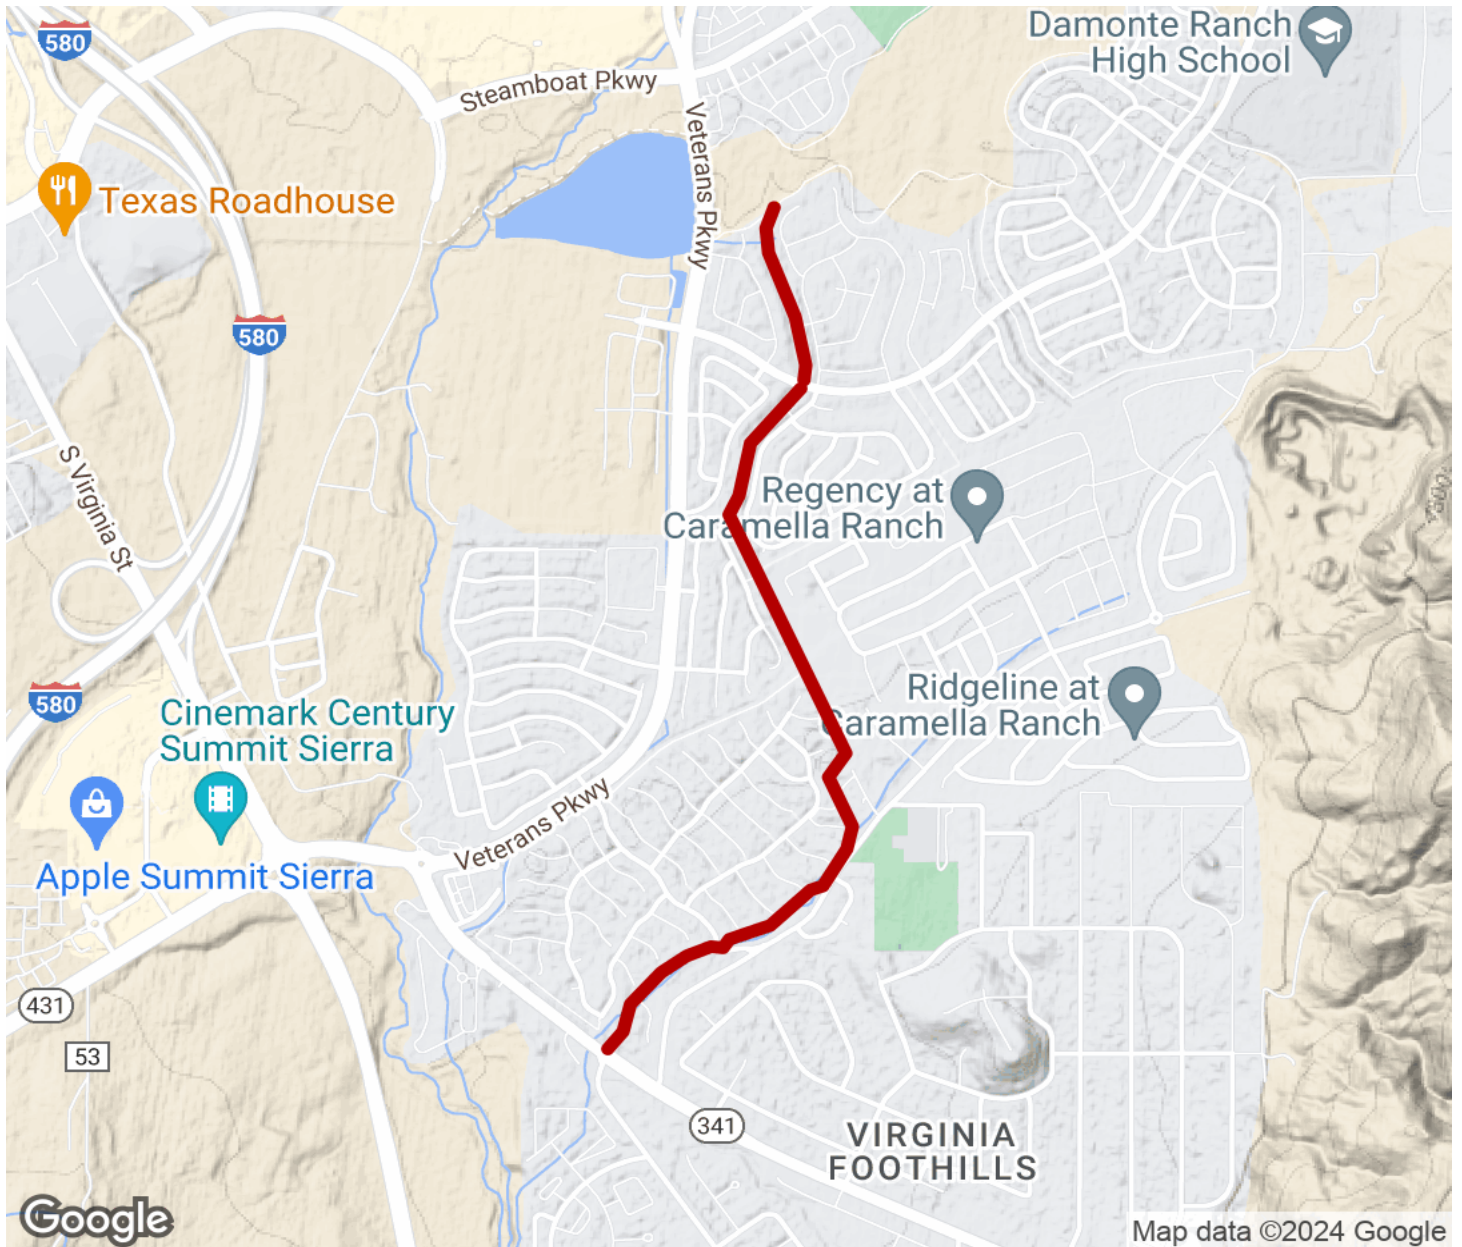 580
Damonte Ranch
High School
Steamboat Pkwy
Veterans Pkwy
Texas Roadhouse
580
S Virginia St
Regency at
Caramella Ranch
580
Cinemark Century
Summit Sierra
Ridgeline at
Caramella Ranch
Veterans Pkwy
Apple Summit Sierra
431
53
341
VIRGINIA
FOOTHILLS
Google
Map data ©2024 Google